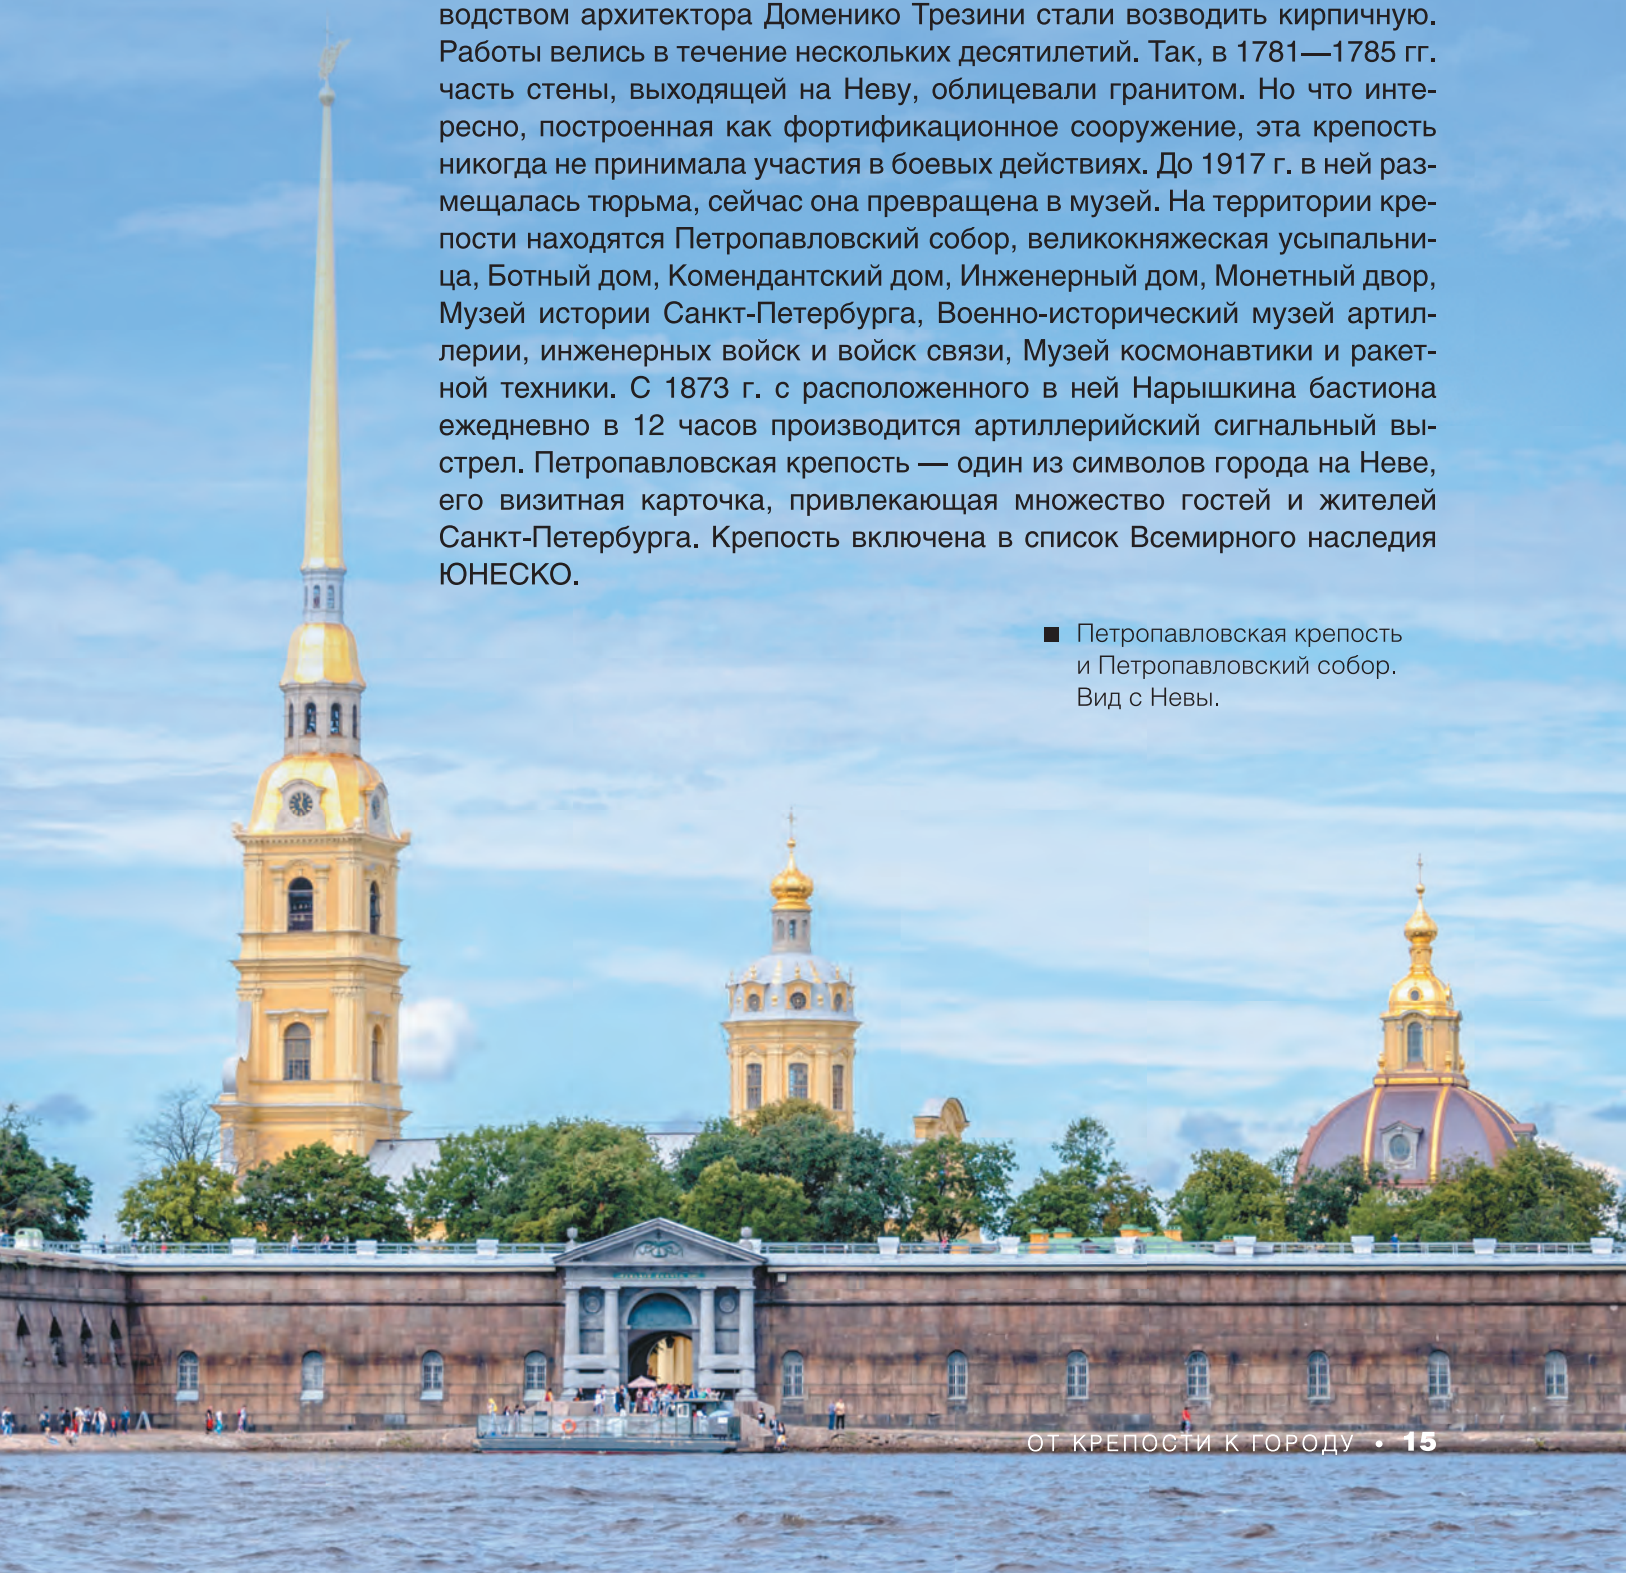 водством архитектора Доменико Трезини стали возводить кирпичную.
Работы велись в течение нескольких десятилетий. Так, в 1781—1785 гг.
часть стены, выходящей на Неву, облицевали гранитом. Но что инте-
ресно, построенная как фортификационное сооружение, эта крепость
никогда не принимала участия в боевых действиях. До 1917 г. в ней раз-
мещалась тюрьма, сейчас она превращена в музей. На территории кре-
пости находятся Петропавловский собор, великокняжеская усыпальни-
ца, Ботный дом, Комендантский дом, Инженерный дом, Монетный двор,
Музей истории Санкт-Петербурга, Военно-исторический музей артил-
лерии, инженерных войск и войск связи, Музей космонавтики и ракет-
ной техники. С 1873 г. с расположенного в ней Нарышкина бастиона
ежедневно в 12 часов производится артиллерийский сигнальный вы-
стрел. Петропавловская крепость — один из символов города на Неве,
его визитная карточка, привлекающая множество гостей и жителей
Санкт-Петербурга. Крепость включена в список Всемирного наследия
ЮНЕСКО.
■ Петропавловская крепость
и Петропавловский собор.
Вид с Невы.
ОТ КРЕПОСТИ К ГОРОДУ • 15